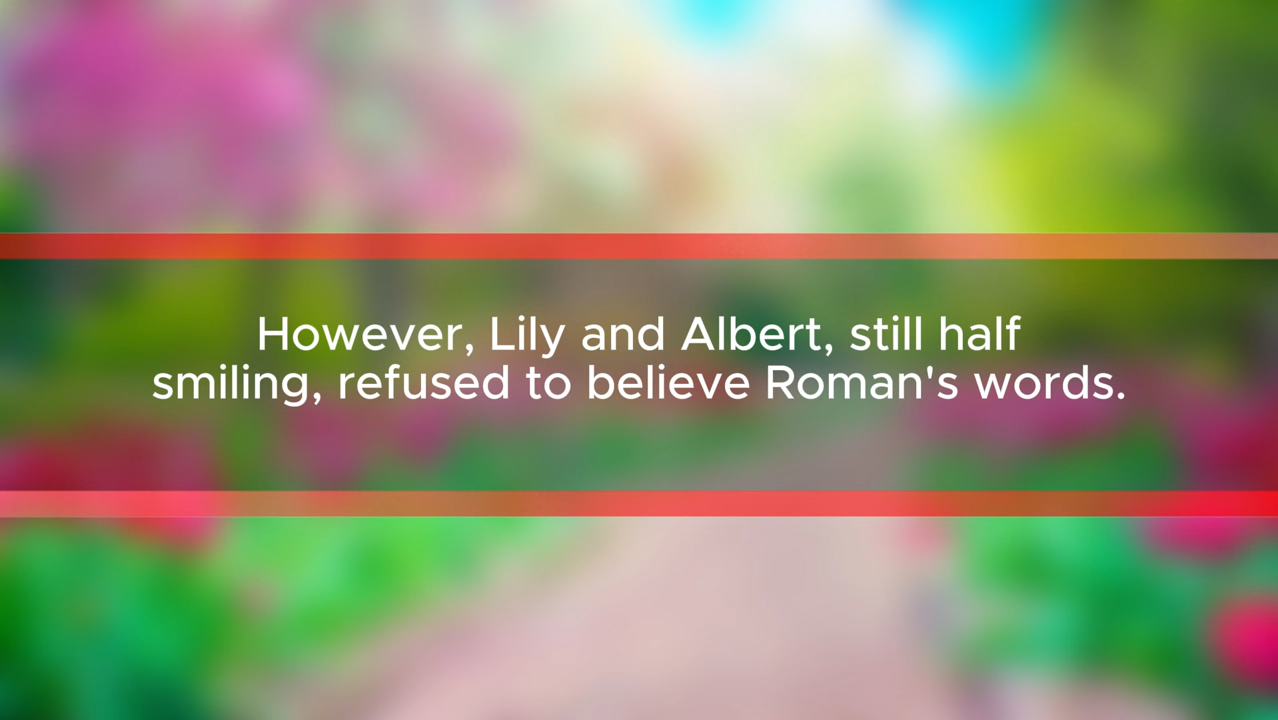 However, Lily and Albert, still half
smiling, refused to believe Roman's words.